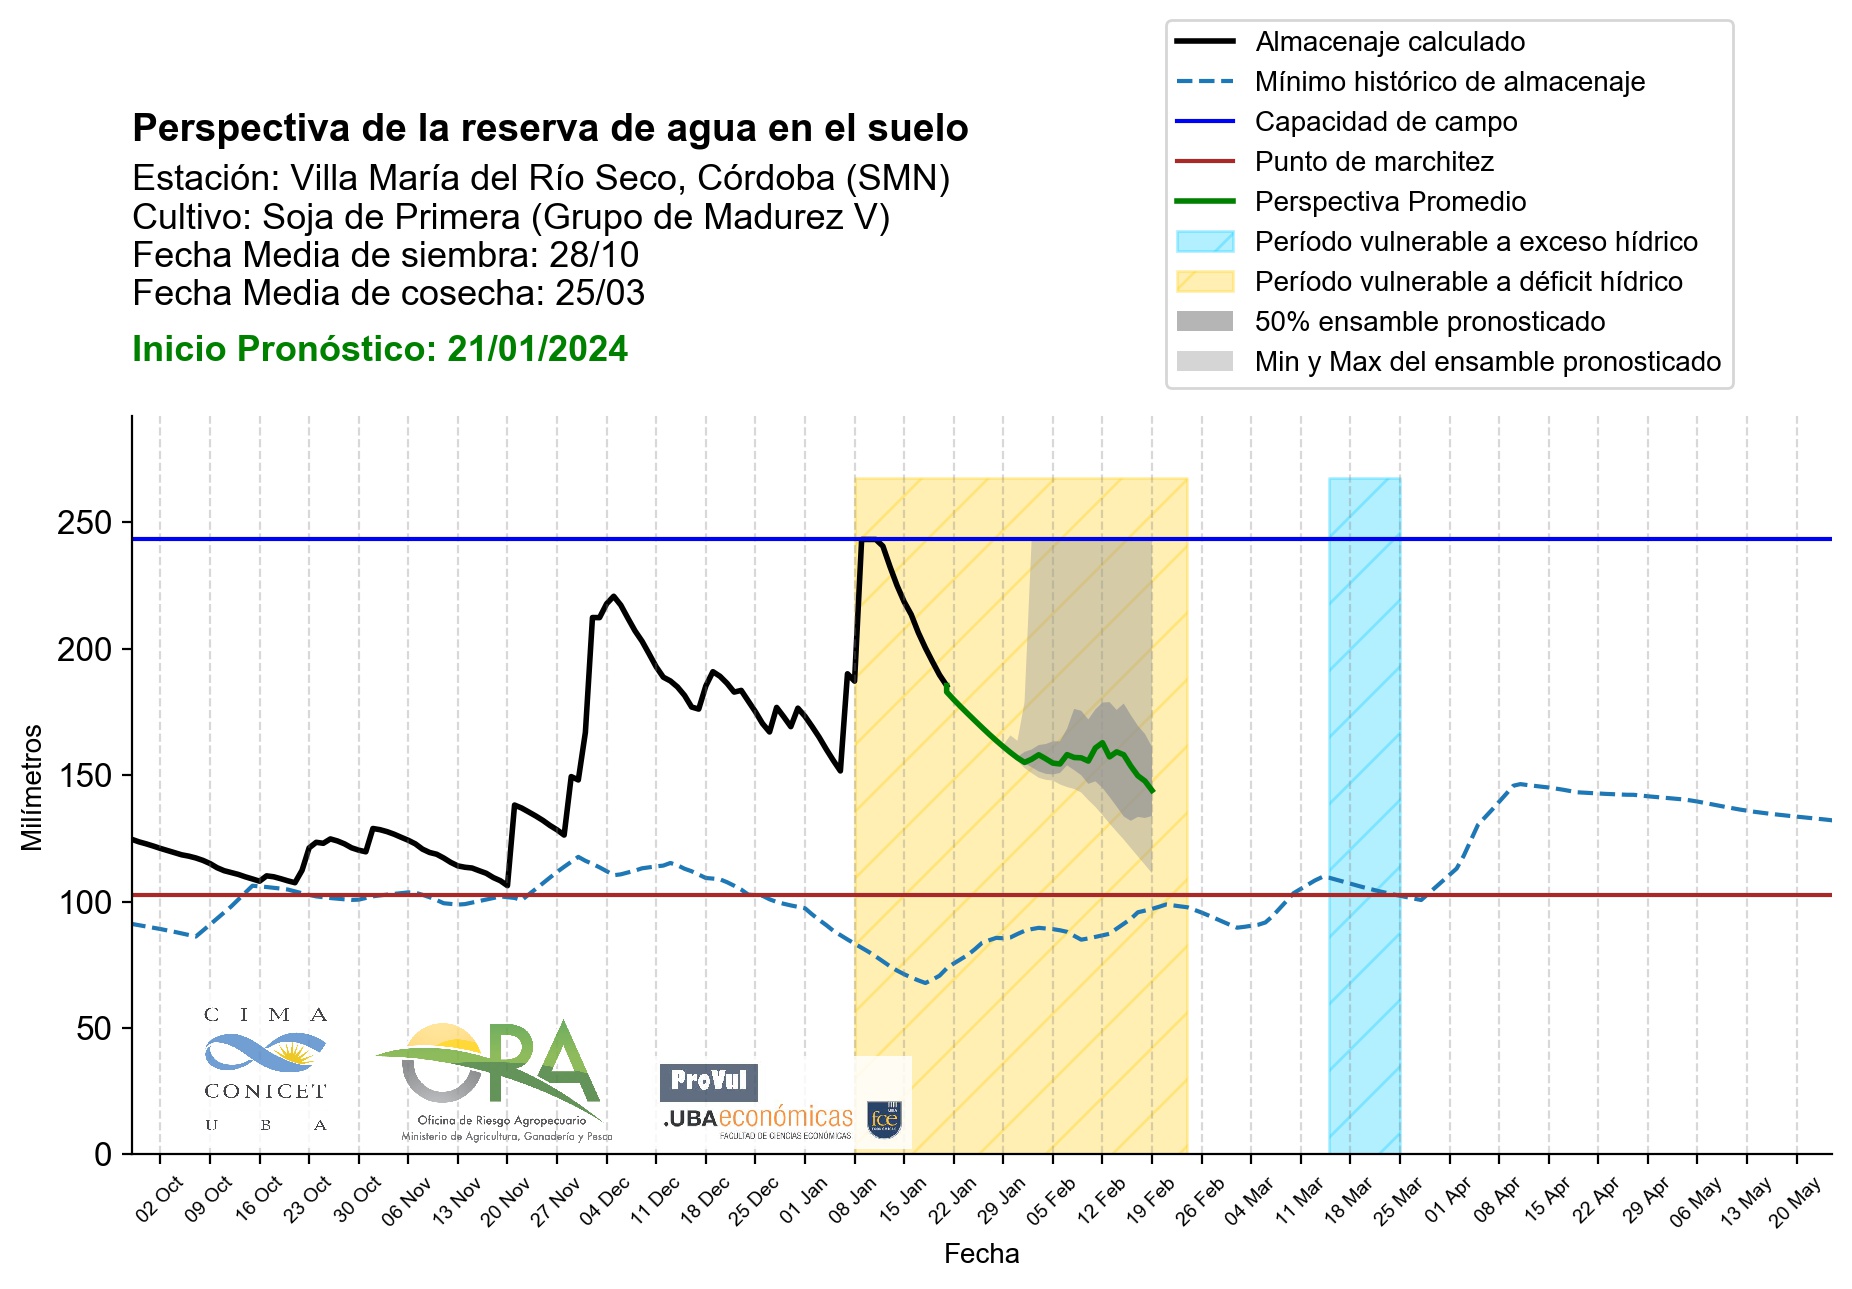 Almacenaje calculado
Mínimo histórico de almacenaje
Capacidad de campo
Punto de marchitez
Perspectiva Promedio
Período vulnerable a exceso hídrico
Período vulnerable a déficit hídrico
50% ensamble pronosticado
Min y Max del ensamble pronosticado
Perspectiva de la reserva de agua en el suelo
Estación: Villa María del Río Seco, Córdoba (SMN)
Cultivo: Soja de Primera (Grupo de Madurez V)
Fecha Media de siembra: 28/10
Fecha Media de cosecha: 25/03
Inicio Pronóstico: 21/01/2024
Milímetros
250
200
150
100
50
0
CIMA
CONICET
UBA
ORA
Oficina de Riesgo Agropecuario
Ministerio de Agricultura, Ganadería y Pesca
ProVul
.UBAeconómicas
FACULTAD DE CIENCIAS ECONÓMICAS
fce
02 Oct
09 Oct
16 Oct
23 Oct
30 Oct
06 Nov
13 Nov
20 Nov
27 Nov
04 Dec
11 Dec
18 Dec
25 Dec
01 Jan
08 Jan
15 Jan
22 Jan
29 Jan
05 Feb
12 Feb
19 Feb
26 Feb
04 Mar
11 Mar
18 Mar
25 Mar
01 Apr
08 Apr
15 Apr
22 Apr
29 Apr
06 May
13 May
20 May
Fecha